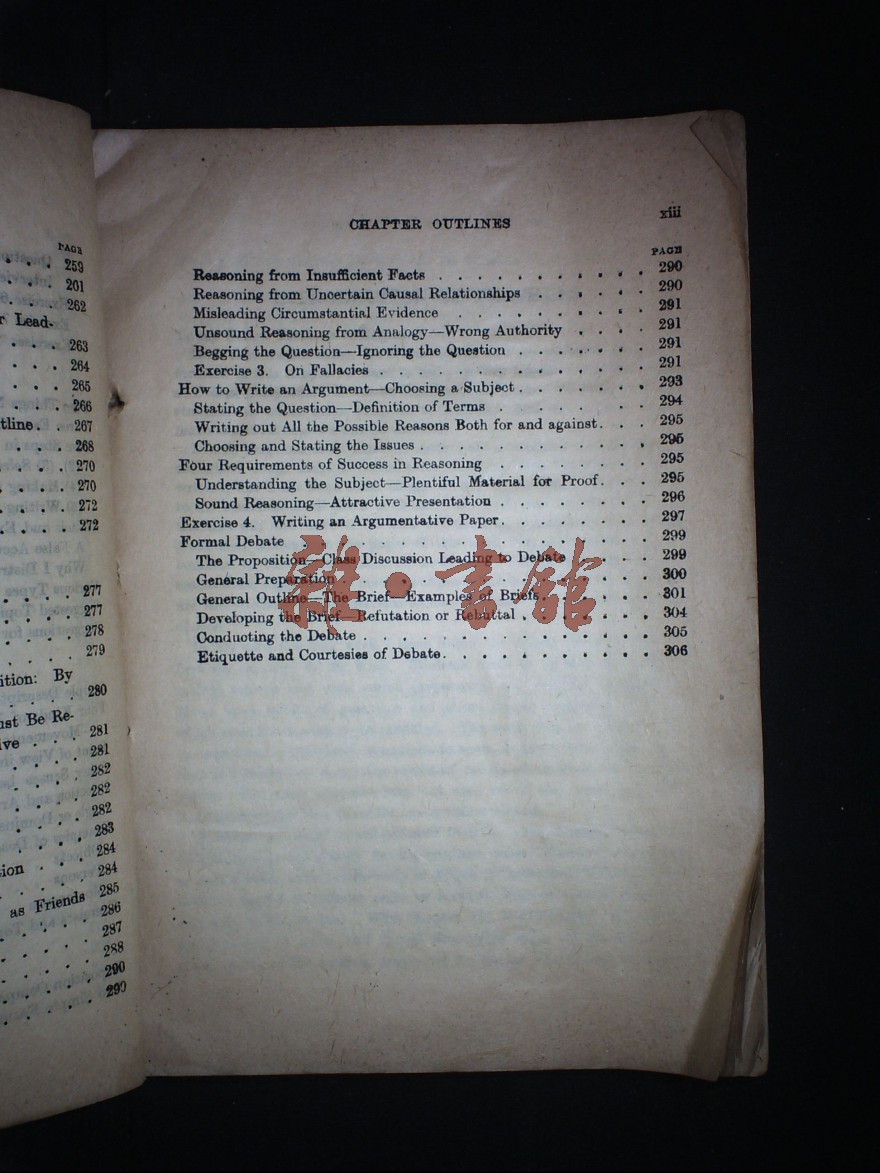 PAGE
259
261
262
r Lead-
263
264
265
266
tline. . 267
268
270
270
272
272
277
277
278
279
ition: By
280
ust Be Re-
ive . . . 281
281
282
282
282
283
sion . . . 284
284
as Friends 285
286
287
288
290
290
CHAPTER OUTLINES xiii
PAGE
Reasoning from Insufficient Facts . . . . . . . . . . . 290
Reasoning from Uncertain Causal Relationships . . . . . . 290
Misleading Circumstantial Evidence . . . . . . . . . . 291
Unsound Reasoning from Analogy—Wrong Authority . . . . 291
Begging the Question—Ignoring the Question . . . . . . . 291
Exercise 3. On Fallacies . . . . . . . . . . . . . . 291
How to Write an Argument—Choosing a Subject . . . . . . . 293
Stating the Question—Definition of Terms . . . . . . . 294
Writing out All the Possible Reasons Both for and against. . . 295
Choosing and Stating the Issues . . . . . . . . . . . . 295
Four Requirements of Success in Reasoning . . . . . . . . 295
Understanding the Subject—Plentiful Material for Proof. . . 295
Sound Reasoning—Attractive Presentation . . . . . . . . 296
Exercise 4. Writing an Argumentative Paper. . . . . . . . 297
Formal Debate . . . . . . . . . . . . . . . . . . 299
The Proposition—Class Discussion Leading to Debate . . . . 299
General Preparation . . . . . . . . . . . . . . . . 300
General Outline—The Brief—Examples of Briefs. . . . . . 301
Developing the Brief—Refutation or Rebuttal . . . . . . . 304
Conducting the Debate . . . . . . . . . . . . . . . 305
Etiquette and Courtesies of Debate. . . . . . . . . . . 306
雜·書館